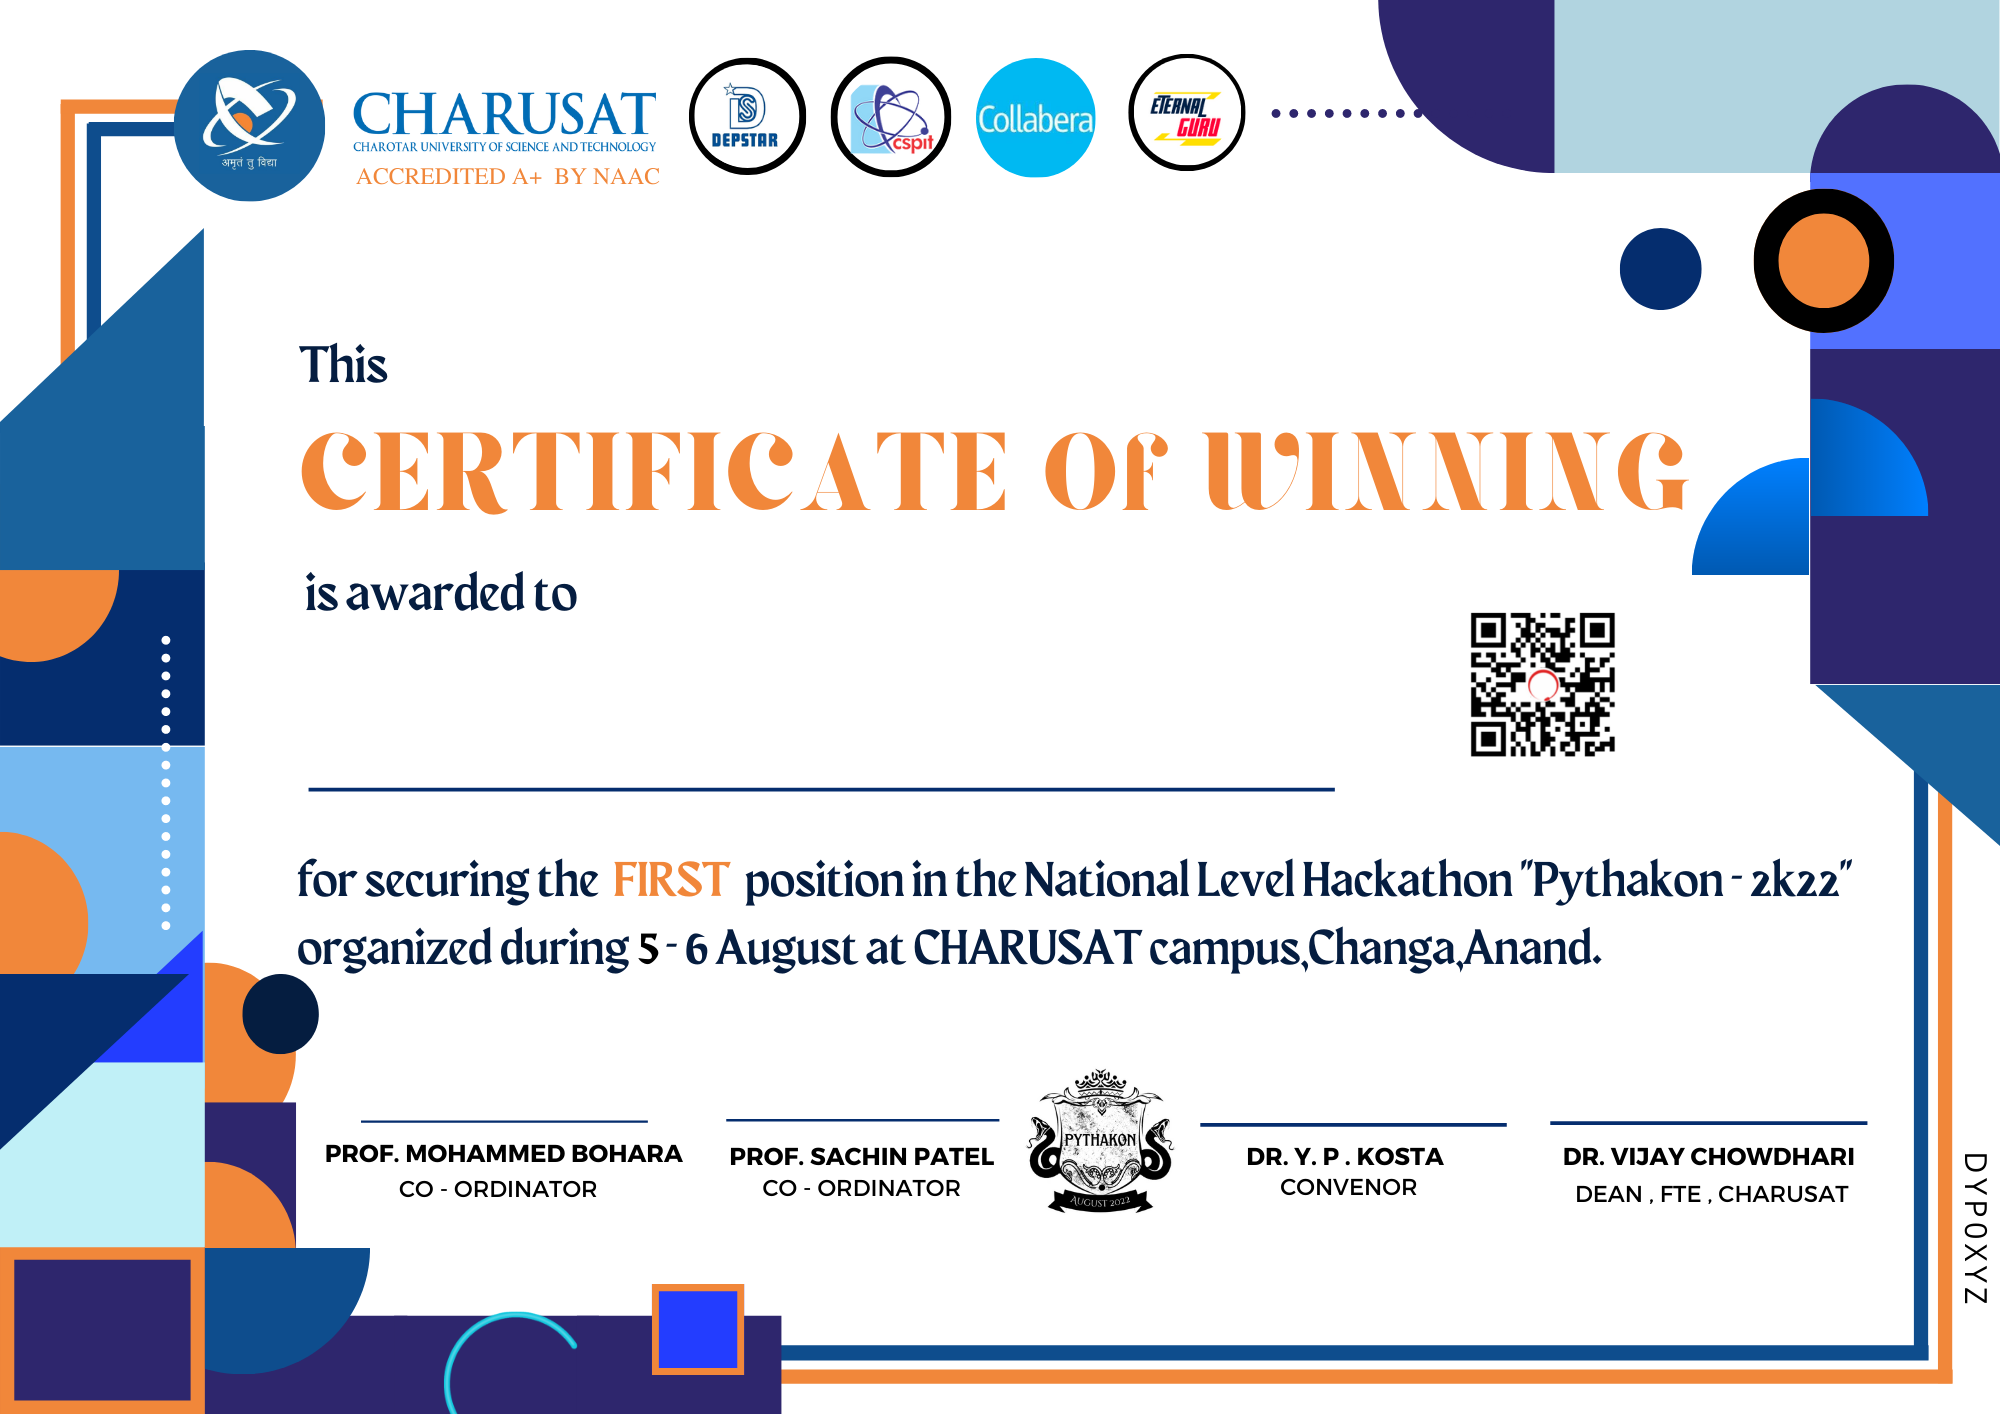 अमृतं तु विद्या
CHARUSAT
CHAROTAR UNIVERSITY OF SCIENCE AND TECHNOLOGY
ACCREDITED A+ BY NAAC
DEPSTAR
cspit
Collabera
ETERNAL
GURU
This
CERTIFICATE Of WINNING
is awarded to
for securing the FIRST position in the National Level Hackathon "Pythakon - 2k22"
organized during 5 - 6 August at CHARUSAT campus,Changa,Anand.
PROF. MOHAMMED BOHARA
CO - ORDINATOR
PROF. SACHIN PATEL
CO - ORDINATOR
PYTHAKON
AUGUST 2022
DR. Y. P . KOSTA
CONVENOR
DR. VIJAY CHOWDHARI
DEAN , FTE , CHARUSAT
DYP0XYZ